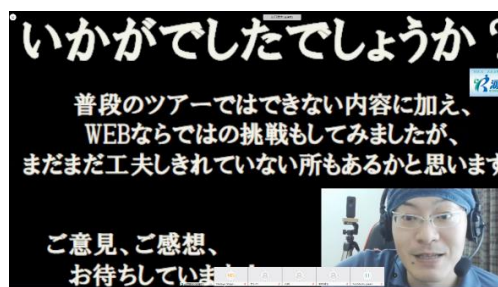 いかがでしたでしょうか?
普段のツアーではできない内容に加え、
WEBならではの挑戦もしてみましたが、
まだまだ工夫しきれていない所もあるかと思います
ご意見、ご感想、
お待ちしていま